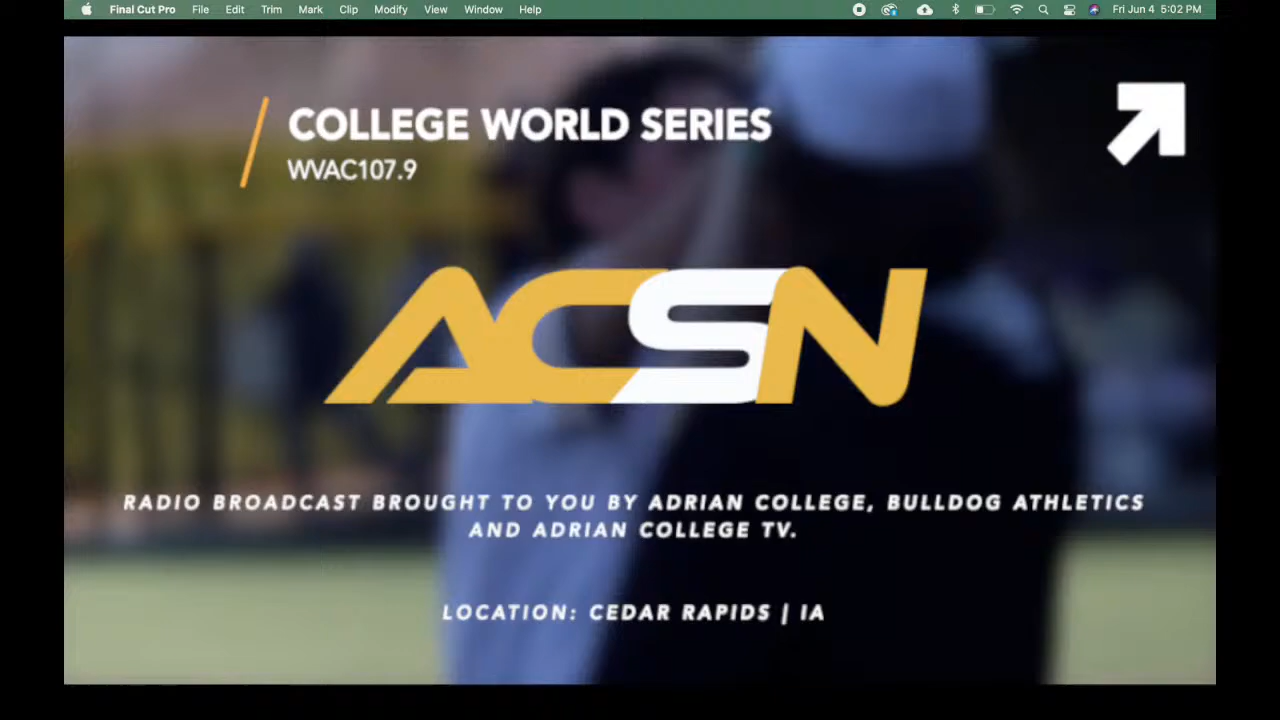 Final Cut Pro File Edit Trim Mark Clip Modify View Window Help Fri Jun 4 5:02 PM
COLLEGE WORLD SERIES
WVAC107.9
ACSN
RADIO BROADCAST BROUGHT TO YOU BY ADRIAN COLLEGE, BULLDOG ATHLETICS
AND ADRIAN COLLEGE TV.
LOCATION: CEDAR RAPIDS | IA